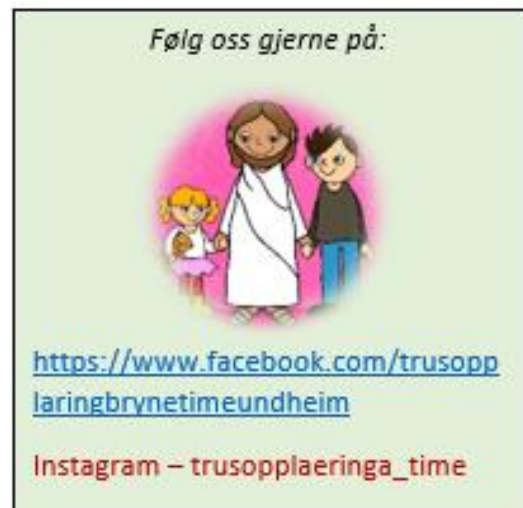 Følg oss gjerne på:
https://www.facebook.com/trusopp
laringbrynetimeundheim
Instagram – trusopplaeringa_time